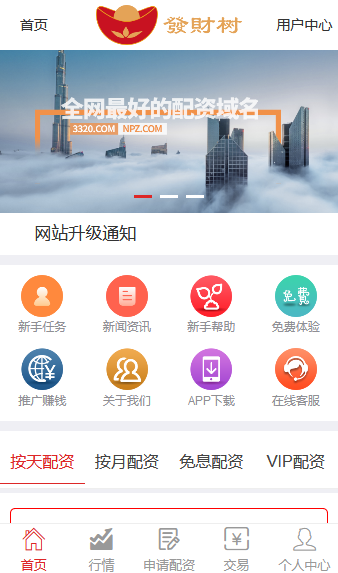 首页
發財树
用户中心
全网最好的配资域名
3320.COM NPZ.COM
网站升级通知
新手任务 新闻资讯 新手帮助 免费体验
推广赚钱 关于我们 APP下载 在线客服
按天配资 按月配资 免息配资 VIP配资
首页 行情 申请配资 交易 个人中心